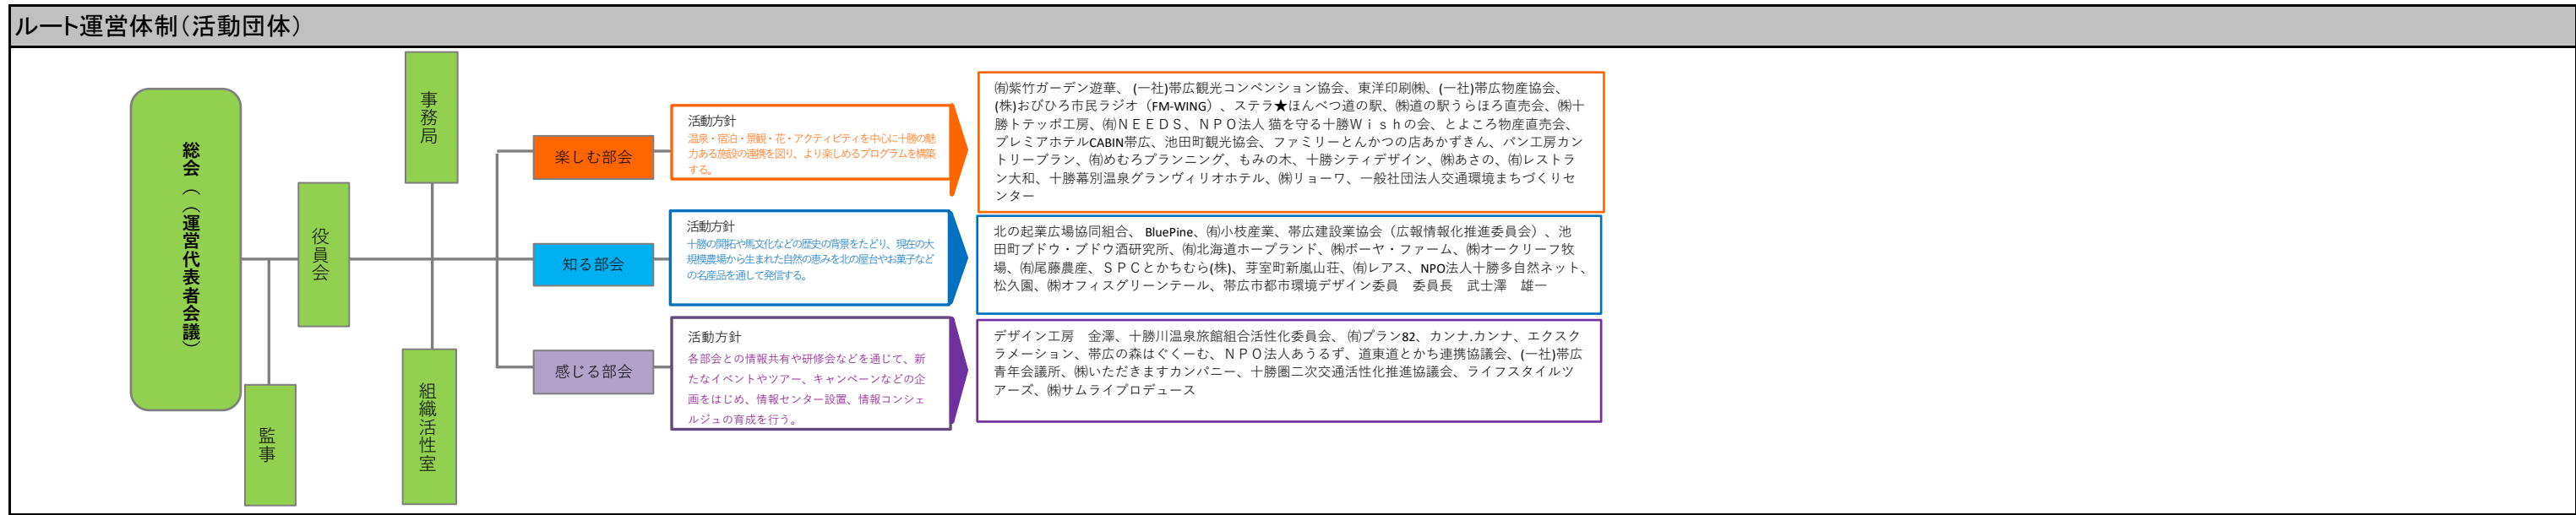 ルート運営体制(活動団体)
総会（（運営代表者会議）
監事
役員会
事務局
組織活性室
楽しむ部会
活動方針
温泉・宿泊・景観・花・アクティビティを中心に十勝の魅
力ある施設の連携を図り、より楽しめるプログラムを構築
する。
㈲紫竹ガーデン遊華、(一社)帯広観光コンベンション協会、東洋印刷㈱、(一社)帯広物産協会、
(株)おびひろ市民ラジオ（FM-WING）、ステラ★ほんべつ道の駅、㈱道の駅うらほろ直売会、㈱十
勝トテッポ工房、㈲ＮＥＥＤＳ、ＮＰＯ法人 猫を守る十勝Ｗｉｓｈの会、とよころ物産直売会、
プレミアホテルCABIN帯広、池田町観光協会、ファミリーとんかつの店あかずきん、パン工房カン
トリーブラン、㈲めむろプランニング、もみの木、十勝シティデザイン、㈱あさの、㈲レストラ
ン大和、十勝幕別温泉グランヴィリオホテル、㈱リョーワ、一般社団法人交通環境まちづくりセ
ンター
知る部会
活動方針
十勝の開拓や馬文化などの歴史の背景をたどり、現在の大
規模農場から生まれた自然の恵みを北の屋台やお菓子など
の名産品を通して発信する。
北の起業広場協同組合、BluePine、㈲小枝産業、帯広建設業協会（広報情報化推進委員会）、池
田町ブドウ・ブドウ酒研究所、㈲北海道ホープランド、㈱ボーヤ・ファーム、㈱オークリーフ牧
場、㈲尾藤農産、ＳＰＣとかちむら(株)、芽室町新嵐山荘、㈲レアス、NPO法人十勝多自然ネット、
松久園、㈱オフィスグリーンテール、帯広市都市環境デザイン委員　委員長　武士澤　雄一
感じる部会
活動方針
各部会との情報共有や研修会などを通じて、新
たなイベントやツアー、キャンペーンなどの企
画をはじめ、情報センター設置、情報コンシェ
ルジュの育成を行う。
デザイン工房　金澤、十勝川温泉旅館組合活性化委員会、㈲プラン82、カンナ.カンナ、エクスク
ラメーション、帯広の森はぐくーむ、ＮＰＯ法人あうるず、道東道とかち連携協議会、(一社)帯広
青年会議所、㈱いただきますカンパニー、十勝圏二次交通活性化推進協議会、ライフスタイルツ
アーズ、㈱サムライプロデュース